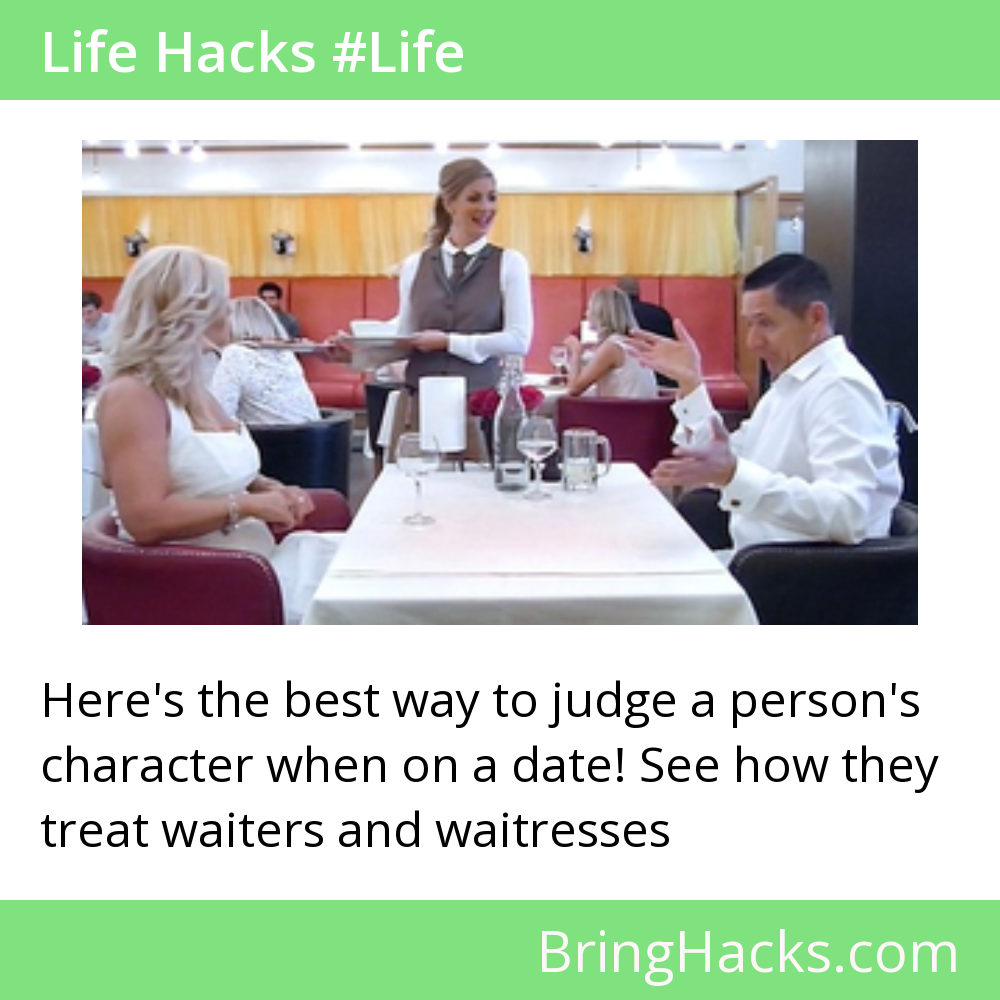 Life Hacks #Life
Here's the best way to judge a person's
character when on a date! See how they
treat waiters and waitresses
BringHacks.com